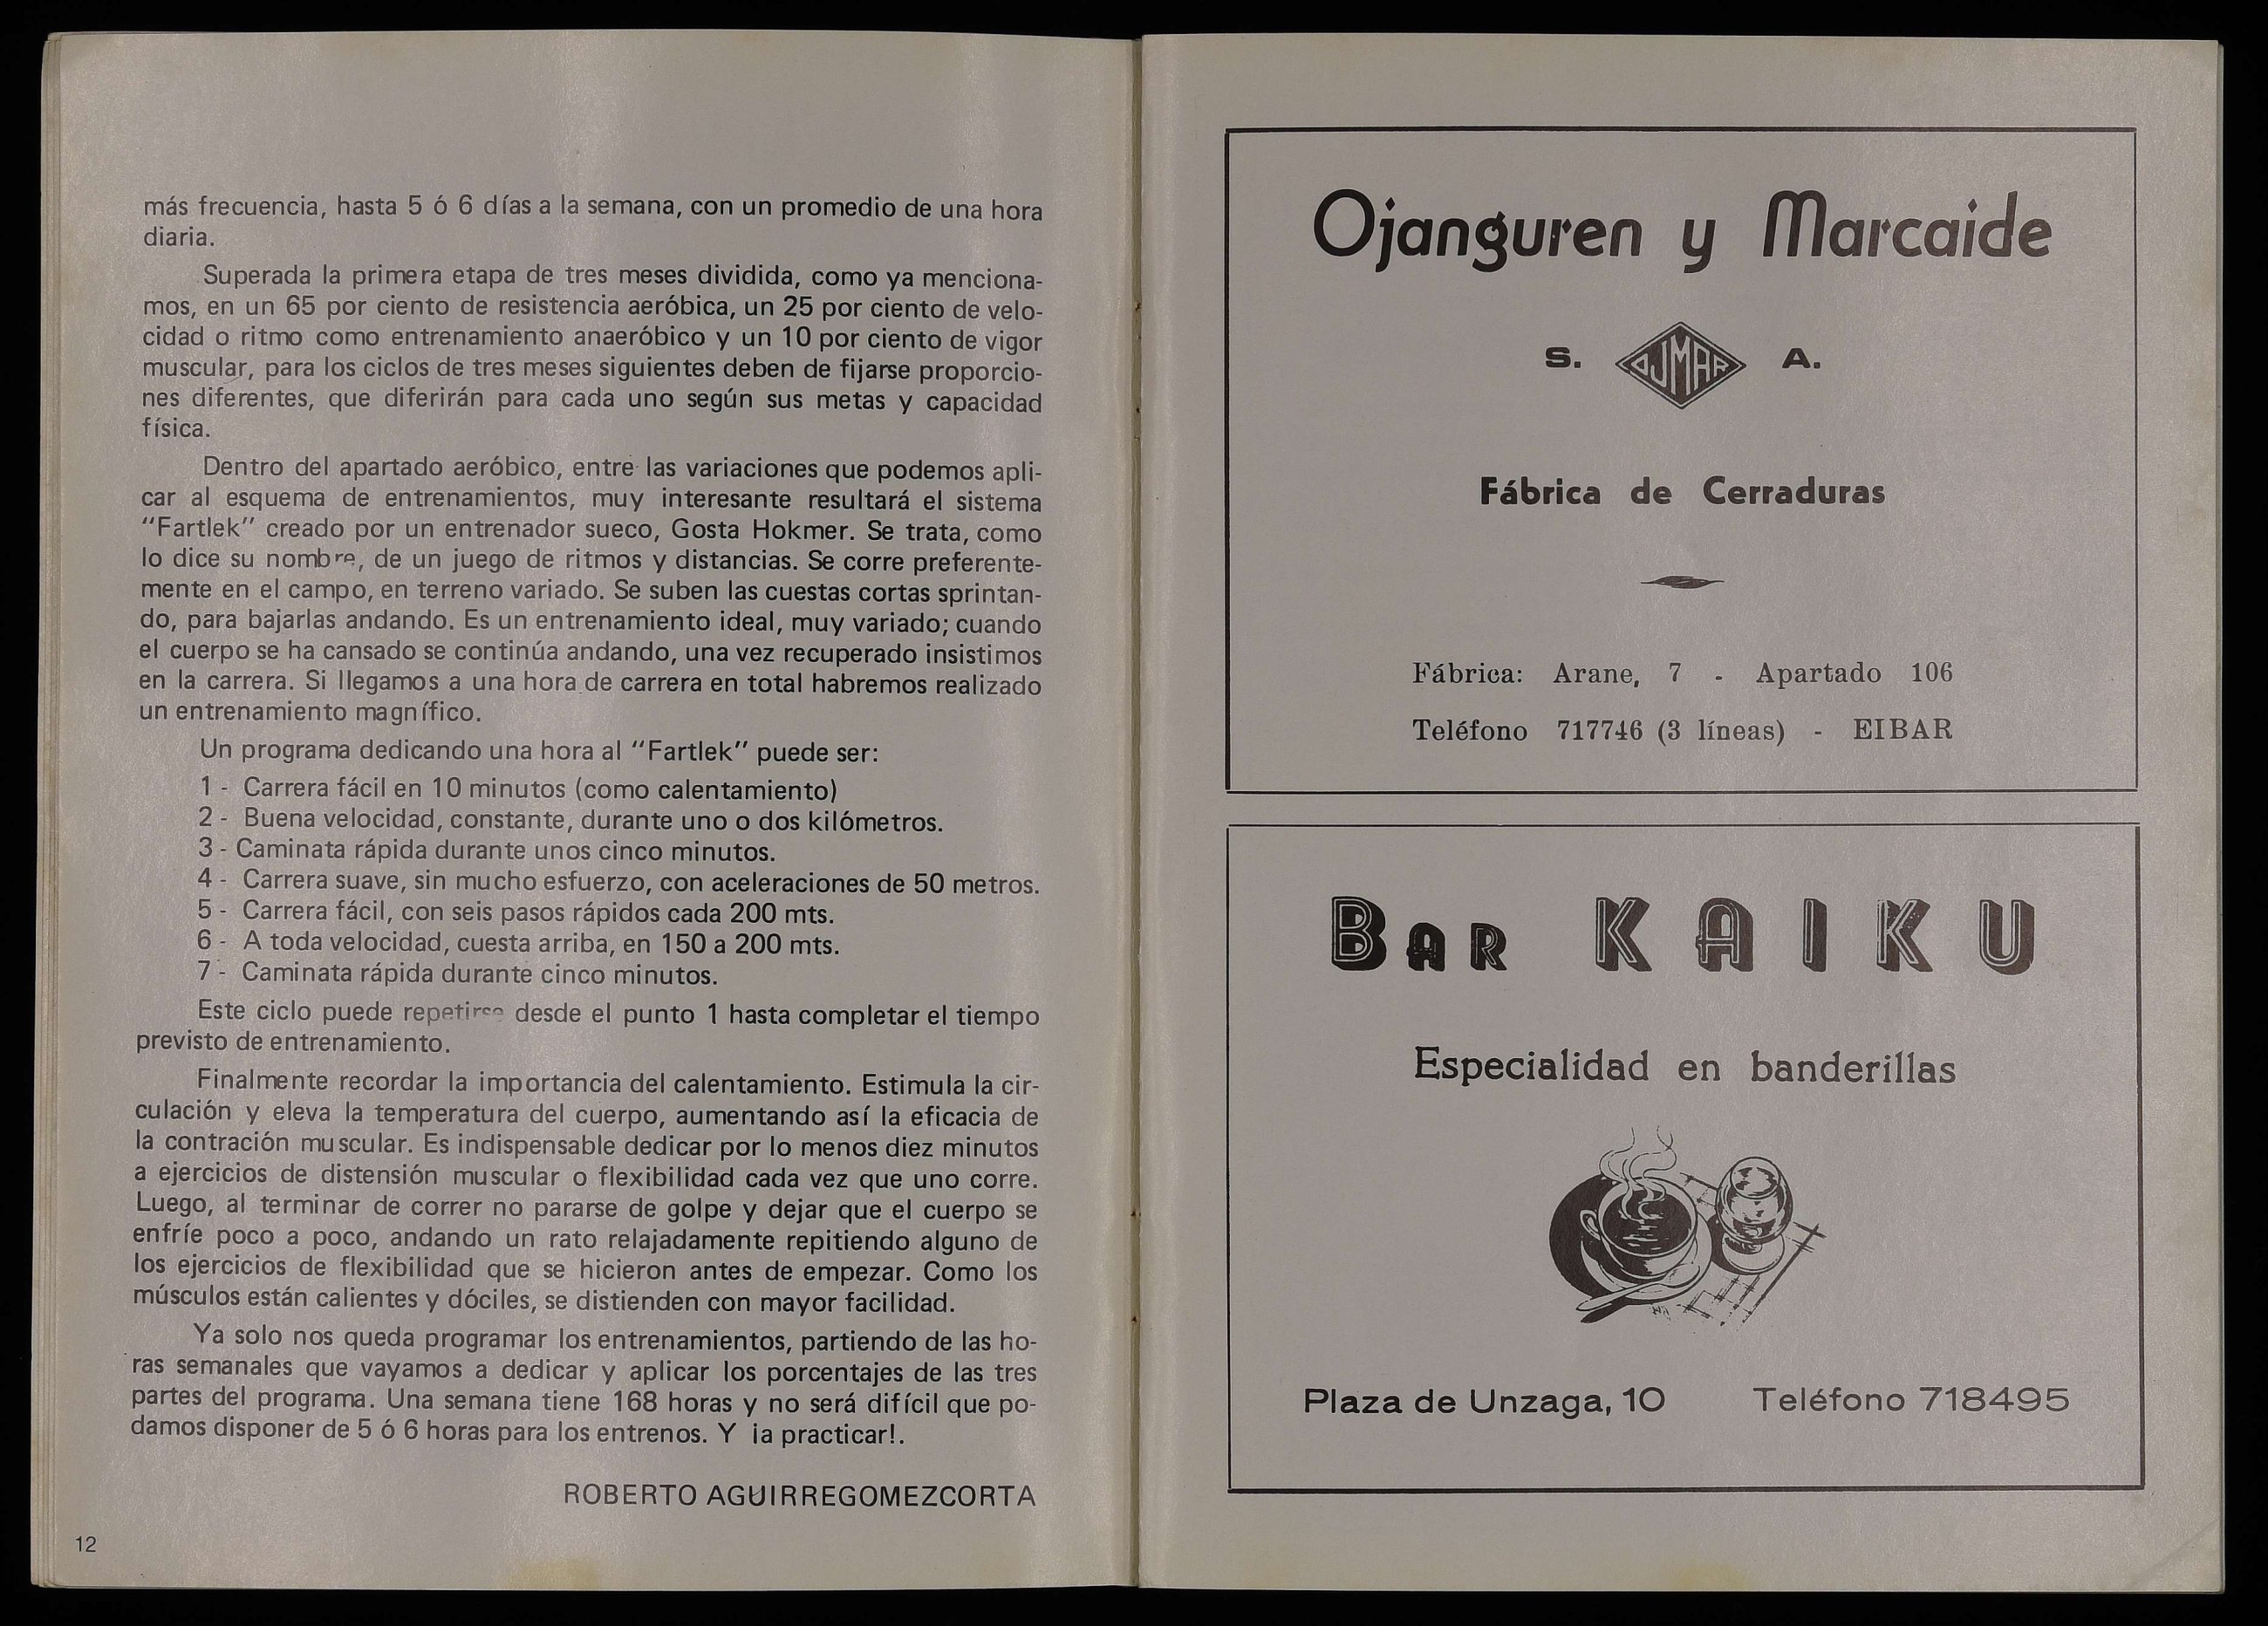 más frecuencia, hasta 5 ó 6 días a la semana, con un promedio de una hora
diaria.
Superada la primera etapa de tres meses dividida, como ya menciona-
mos, en un 65 por ciento de resistencia aeróbica, un 25 por ciento de velo-
cidad o ritmo como entrenamiento anaeróbico y un 10 por ciento de vigor
muscular, para los ciclos de tres meses siguientes deben de fijarse proporcio-
nes diferentes, que diferirán para cada uno según sus metas y capacidad
física.
Dentro del apartado aeróbico, entre las variaciones que podemos apli-
car al esquema de entrenamientos, muy interesante resultará el sistema
"Fartlek" creado por un entrenador sueco, Gosta Hokmer. Se trata, como
lo dice su nombre, de un juego de ritmos y distancias. Se corre preferente-
mente en el campo, en terreno variado. Se suben las cuestas cortas sprintan-
do, para bajarlas andando. Es un entrenamiento ideal, muy variado; cuando
el cuerpo se ha cansado se continúa andando, una vez recuperado insistimos
en la carrera. Si llegamos a una hora de carrera en total habremos realizado
un entrenamiento magnífico.
Un programa dedicando una hora al "Fartlek" puede ser:
1 - Carrera fácil en 10 minutos (como calentamiento)
2 - Buena velocidad, constante, durante uno o dos kilómetros.
3 - Caminata rápida durante unos cinco minutos.
4 - Carrera suave, sin mucho esfuerzo, con aceleraciones de 50 metros.
5 - Carrera fácil, con seis pasos rápidos cada 200 mts.
6 - A toda velocidad, cuesta arriba, en 150 a 200 mts.
7 - Caminata rápida durante cinco minutos.
Este ciclo puede repetirse desde el punto 1 hasta completar el tiempo
previsto de entrenamiento.
Finalmente recordar la importancia del calentamiento. Estimula la cir-
culación y eleva la temperatura del cuerpo, aumentando así la eficacia de
la contración muscular. Es indispensable dedicar por lo menos diez minutos
a ejercicios de distensión muscular o flexibilidad cada vez que uno corre.
Luego, al terminar de correr no pararse de golpe y dejar que el cuerpo se
enfríe poco a poco, andando un rato relajadamente repitiendo alguno de
los ejercicios de flexibilidad que se hicieron antes de empezar. Como los
músculos están calientes y dóciles, se distienden con mayor facilidad.
Ya solo nos queda programar los entrenamientos, partiendo de las ho-
ras semanales que vayamos a dedicar y aplicar los porcentajes de las tres
partes del programa. Una semana tiene 168 horas y no será difícil que po-
damos disponer de 5 ó 6 horas para los entrenos. Y ¡a practicar!.
ROBERTO AGUIRREGOMEZCORTA
12
Ojanguren y Marcaide
S. OJMAR A.
Fábrica de Cerraduras
Fábrica: Arane, 7 - Apartado 106
Teléfono 717746 (3 líneas) - EIBAR
BAR KAIKU
Especialidad en banderillas
Plaza de Unzaga, 10 Teléfono 718495